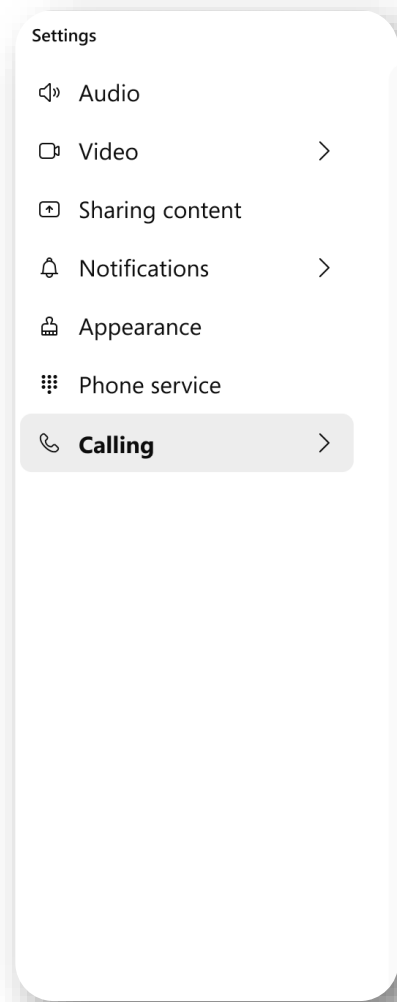 Settings
Audio
Video
Sharing content
Notifications
Appearance
Phone service
Calling